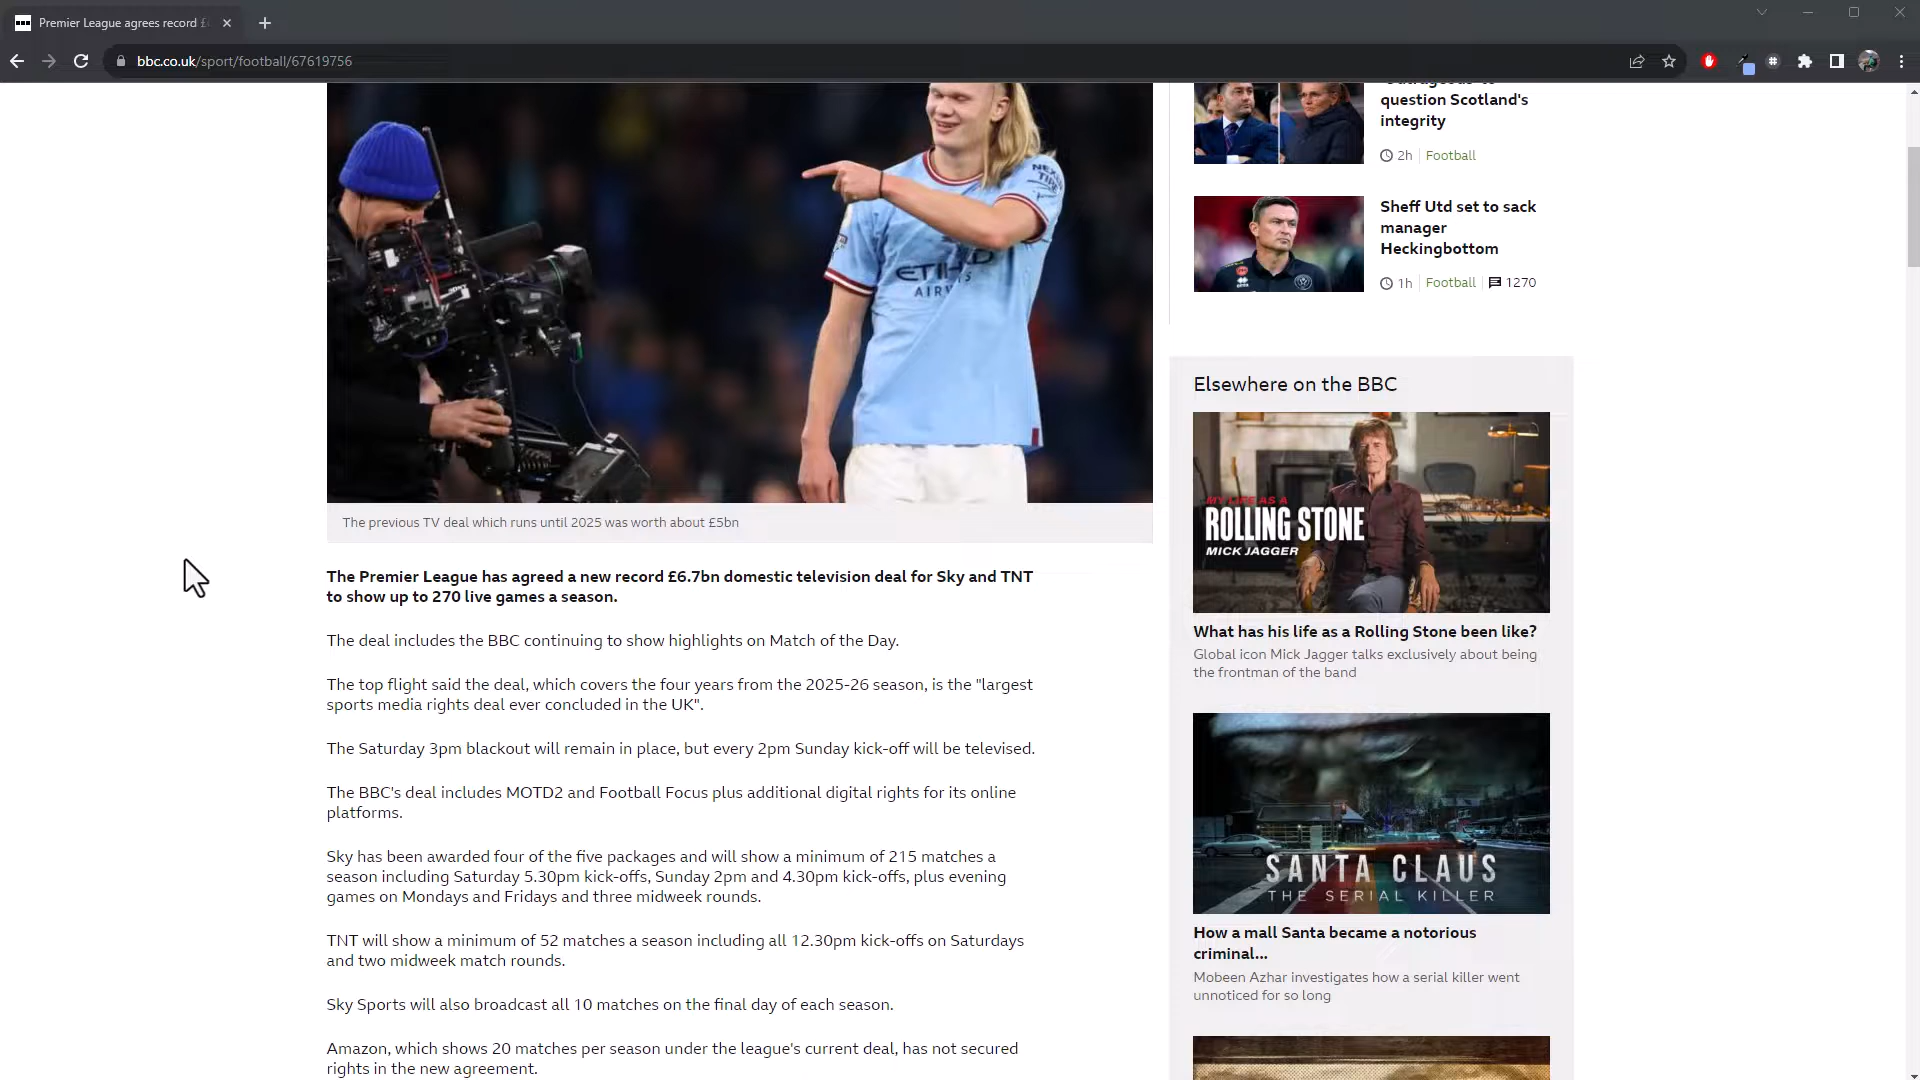 Premier League agrees record £
bbc.co.uk/sport/football/67619756
NEXEN
TIRE
ETIHAD
AIRWAYS
The previous TV deal which runs until 2025 was worth about £5bn
The Premier League has agreed a new record £6.7bn domestic television deal for Sky and TNT
to show up to 270 live games a season.
The deal includes the BBC continuing to show highlights on Match of the Day.
The top flight said the deal, which covers the four years from the 2025-26 season, is the "largest
sports media rights deal ever concluded in the UK".
The Saturday 3pm blackout will remain in place, but every 2pm Sunday kick-off will be televised.
The BBC's deal includes MOTD2 and Football Focus plus additional digital rights for its online
platforms.
Sky has been awarded four of the five packages and will show a minimum of 215 matches a
season including Saturday 5.30pm kick-offs, Sunday 2pm and 4.30pm kick-offs, plus evening
games on Mondays and Fridays and three midweek rounds.
TNT will show a minimum of 52 matches a season including all 12.30pm kick-offs on Saturdays
and two midweek match rounds.
Sky Sports will also broadcast all 10 matches on the final day of each season.
Amazon, which shows 20 matches per season under the league's current deal, has not secured
rights in the new agreement.
question Scotland's
integrity
2h Football
Sheff Utd set to sack
manager
Heckingbottom
1h Football 1270
Elsewhere on the BBC
MY LIFE AS A
ROLLING STONE
MICK JAGGER
What has his life as a Rolling Stone been like?
Global icon Mick Jagger talks exclusively about being
the frontman of the band
SANTA CLAUS
THE SERIAL KILLER
How a mall Santa became a notorious
criminal...
Mobeen Azhar investigates how a serial killer went
unnoticed for so long